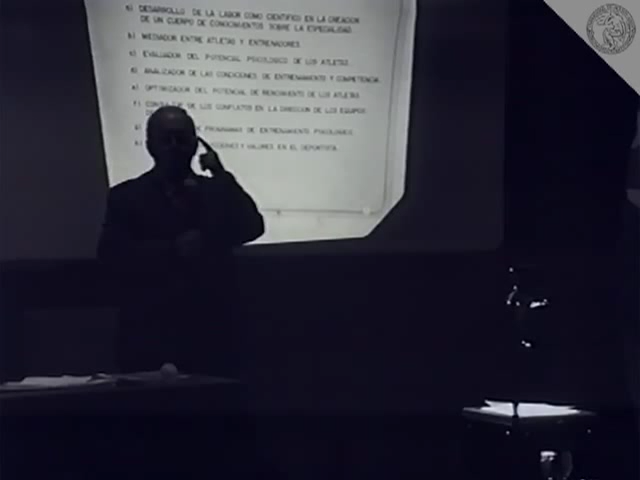 a) DESARROLLO DE LA LABOR COMO CIENTIFICO EN LA CREACION
DE UN CUERPO DE CONOCIMIENTOS SOBRE LA ESPECIALIDAD.
b) MEDIADOR ENTRE ATLETAS Y ENTRENADORES.
c) EVALUADOR DEL POTENCIAL PSICOLOGICO DE LOS ATLETAS.
d) ANALIZADOR DE LAS CONDICIONES DE ENTRENAMIENTO Y COMPETENCIA.
e) OPTIMIZADOR DEL POTENCIAL DE RENDIMIENTO DE LOS ATLETAS
f) DE LOS CONFLICTOS EN LA DIRECCION DE LOS EQUIPOS
DE PROGRAMAS DE ENTRENAMIENTO PSICOLOGICO.
Y VALORES EN EL DEPORTISTA.